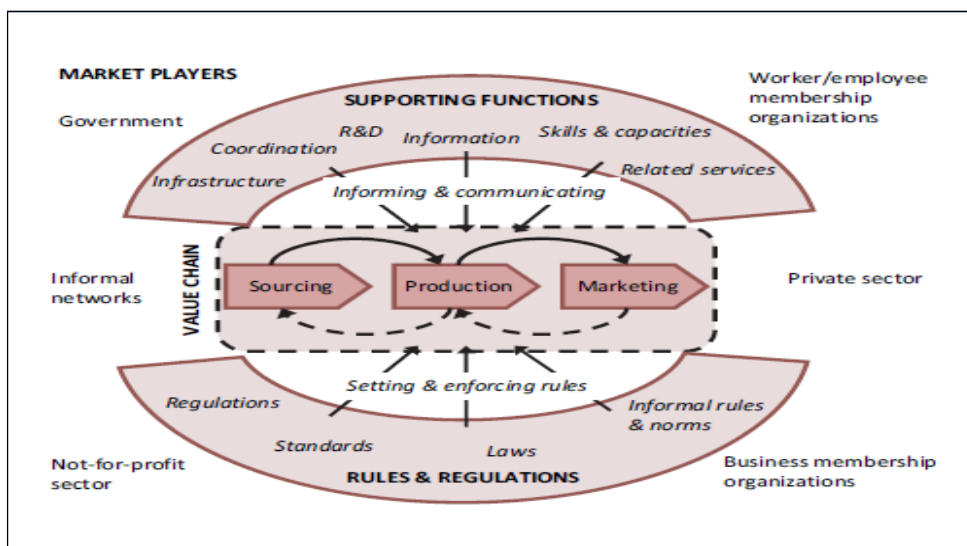 MARKET PLAYERS
Government
Worker/employee
membership
organizations
SUPPORTING FUNCTIONS
Infrastructure
Coordination
R&D
Information
Skills & capacities
Related services
Informing & communicating
Informal
networks
VALUE CHAIN
Sourcing
Production
Marketing
Private sector
Setting & enforcing rules
Regulations
Standards
Laws
Informal rules
& norms
RULES & REGULATIONS
Not-for-profit
sector
Business membership
organizations